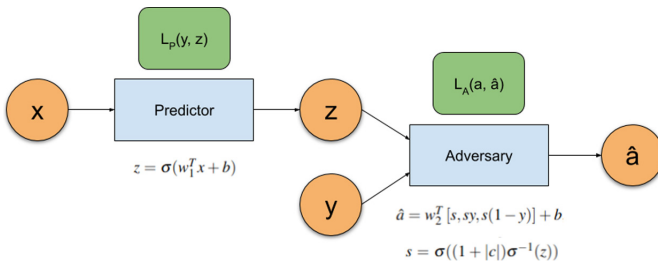 L_P(y, z)
x
Predictor
z
L_A(a, â)
z = σ(w_1^T x + b)
Adversary
â
y
â = w_2^T [s, sy, s(1 − y)] + b
s = σ((1 + |c|)σ^{-1}(z))